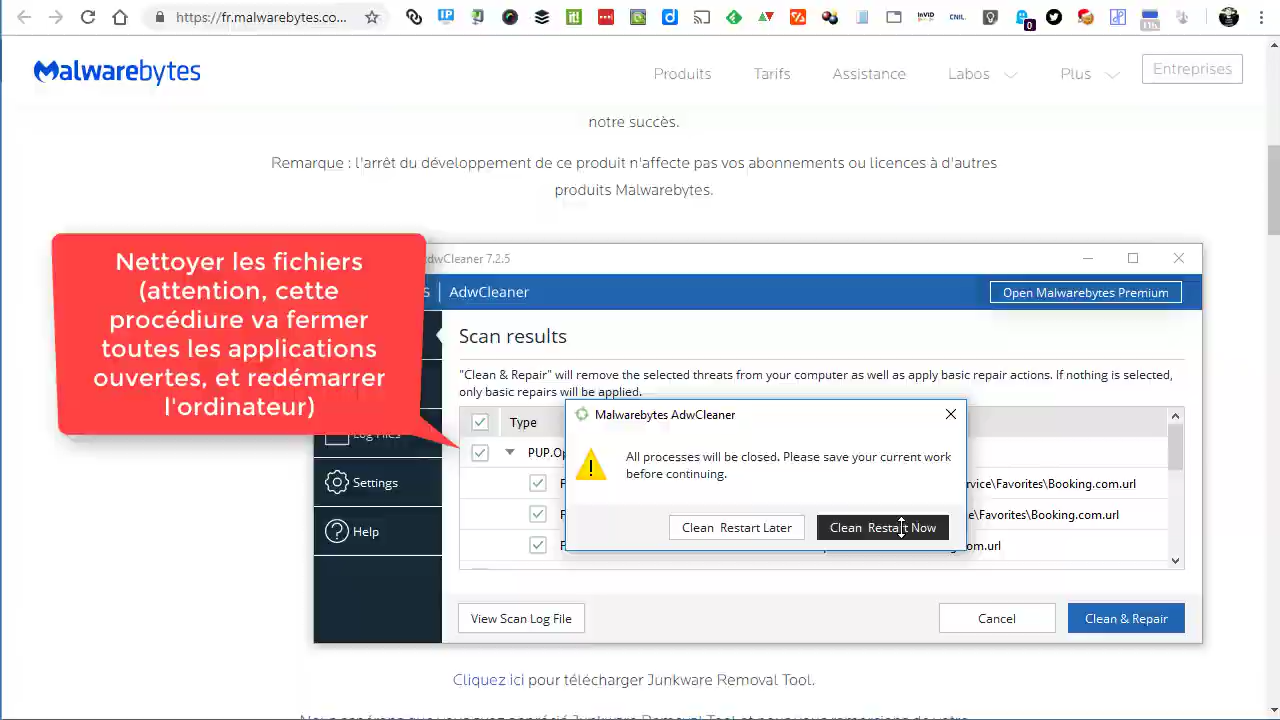 https://fr.malwarebytes.co...
Malwarebytes
Produits
Tarifs
Assistance
Labos
Plus
Entreprises
notre succès.
Remarque : l'arrêt du développement de ce produit n'affecte pas vos abonnements ou licences à d'autres
produits Malwarebytes.
Nettoyer les fichiers
(attention, cette
procédiure va fermer
toutes les applications
ouvertes, et redémarrer
l'ordinateur)
AdwCleaner 7.2.5
AdwCleaner
Open Malwarebytes Premium
Scan results
"Clean & Repair" will remove the selected threats from your computer as well as apply basic repair actions. If nothing is selected,
only basic repairs will be applied.
Type
Malwarebytes AdwCleaner
All processes will be closed. Please save your current work
before continuing.
Clean Restart Later
Clean Restart Now
\Favorites\Booking.com.url
\Favorites\Booking.com.url
Log Files
Settings
Help
View Scan Log File
Cancel
Clean & Repair
Cliquez ici pour télécharger Junkware Removal Tool.